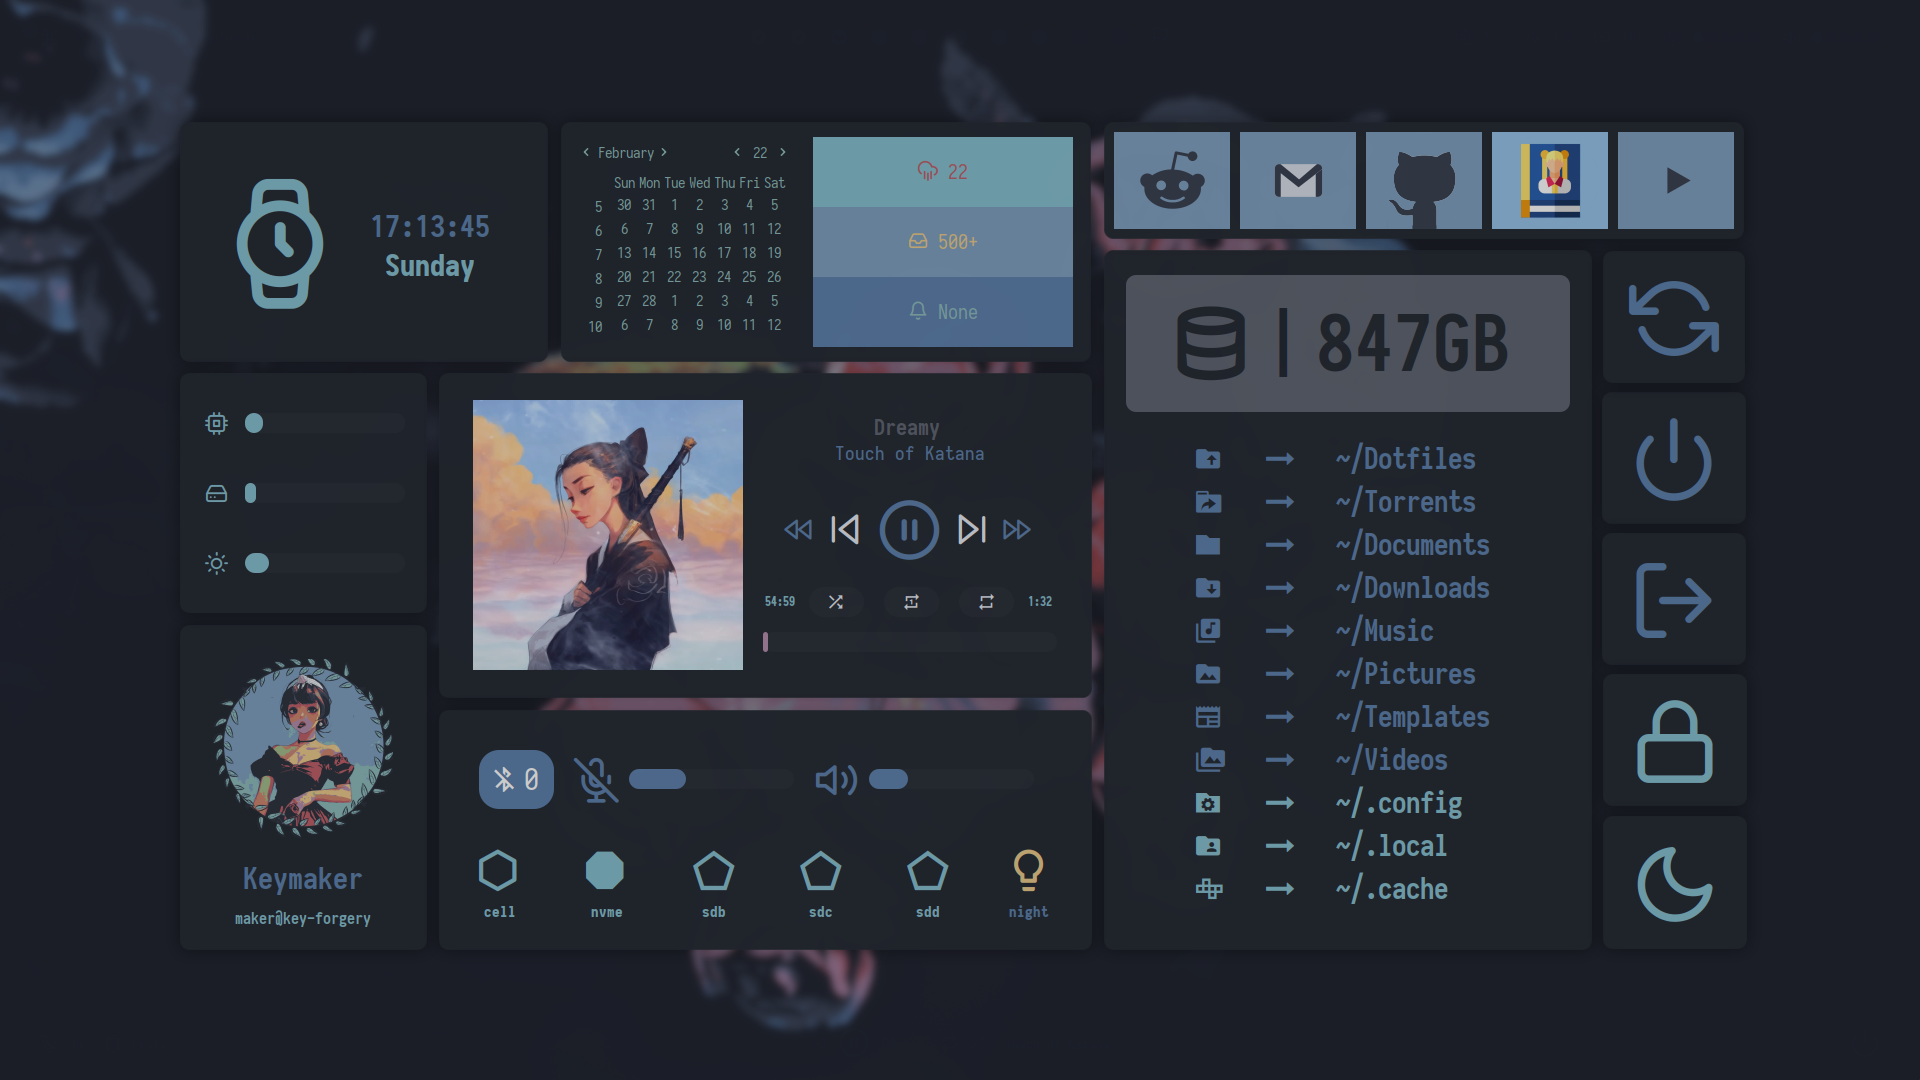 17:13:45
Sunday
February 22
Sun Mon Tue Wed Thu Fri Sat
5 30 31 1 2 3 4 5
6 6 7 8 9 10 11 12
7 13 14 15 16 17 18 19
8 20 21 22 23 24 25 26
9 27 28 1 2 3 4 5
10 6 7 8 9 10 11 12
22
500+
None
Dreamy
Touch of Katana
54:59 1:32
Keymaker
maker@key-forgery
0
cell nvme sdb sdc sdd night
| 847GB
~/Dotfiles
~/Torrents
~/Documents
~/Downloads
~/Music
~/Pictures
~/Templates
~/Videos
~/.config
~/.local
~/.cache